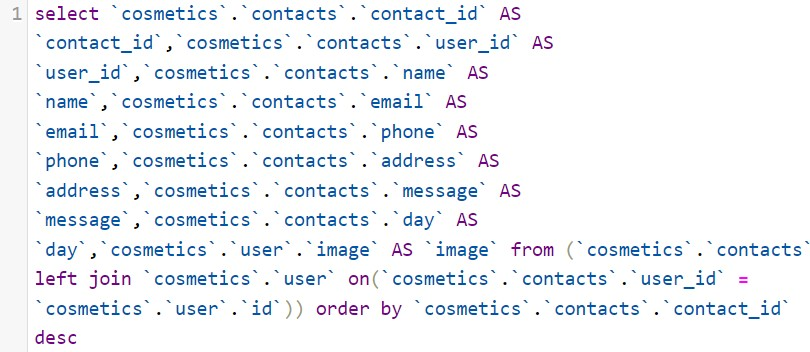 1 select `cosmetics`.`contacts`.`contact_id` AS
`contact_id`,`cosmetics`.`contacts`.`user_id` AS
`user_id`,`cosmetics`.`contacts`.`name` AS
`name`,`cosmetics`.`contacts`.`email` AS
`email`,`cosmetics`.`contacts`.`phone` AS
`phone`,`cosmetics`.`contacts`.`address` AS
`address`,`cosmetics`.`contacts`.`message` AS
`message`,`cosmetics`.`contacts`.`day` AS
`day`,`cosmetics`.`user`.`image` AS `image` from (`cosmetics`.`contacts`
left join `cosmetics`.`user` on(`cosmetics`.`contacts`.`user_id` =
`cosmetics`.`user`.`id`)) order by `cosmetics`.`contacts`.`contact_id`
desc